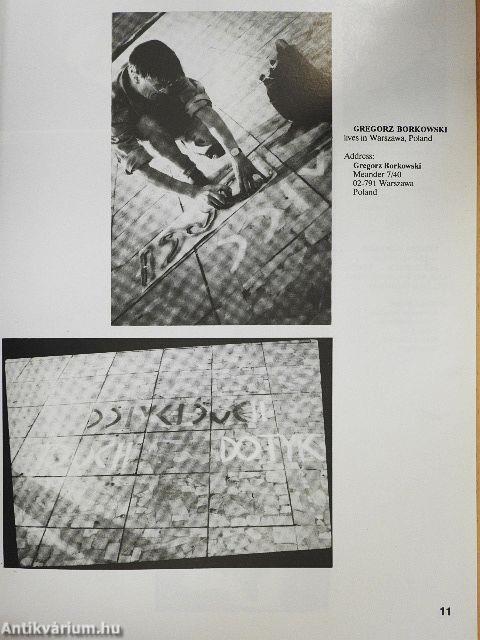 GREGORZ BORKOWSKI
lives in Warszawa, Poland
Address:
Gregorz Borkowski
Meander 7/40
02-791 Warszawa
Poland
DOTYK
11
Antikvárium.hu